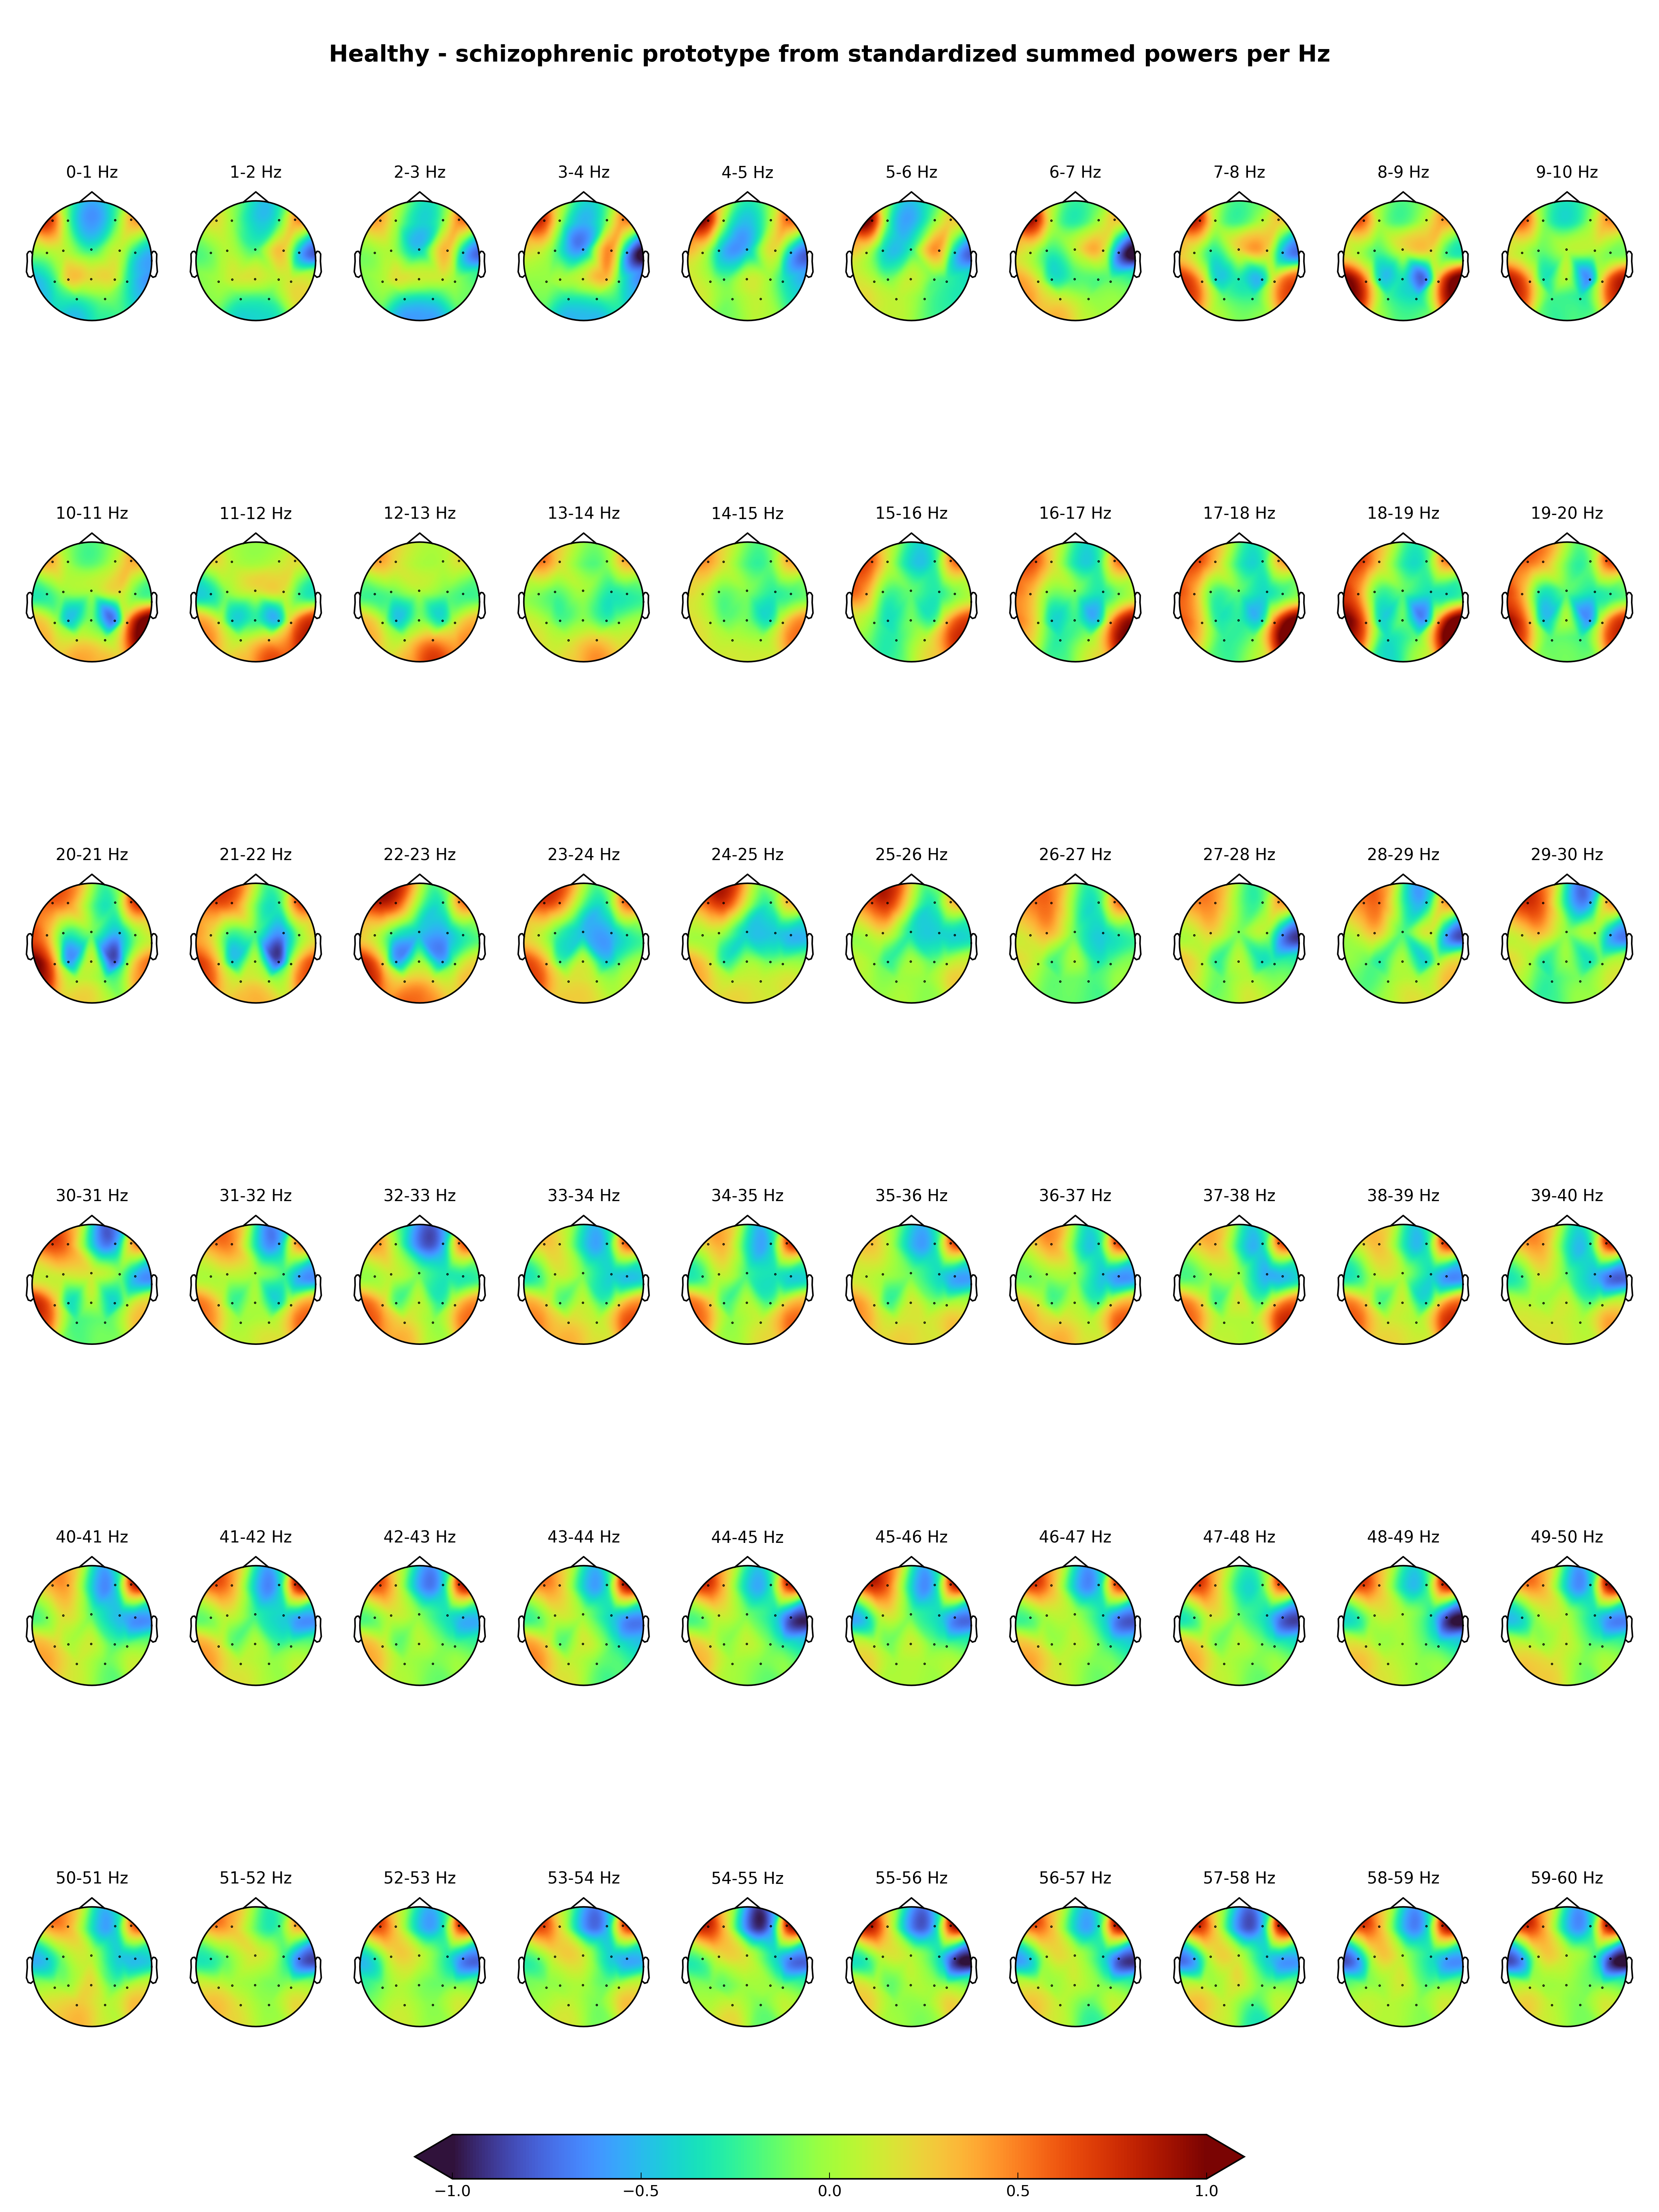 Healthy - schizophrenic prototype from standardized summed powers per Hz
0-1 Hz 1-2 Hz 2-3 Hz 3-4 Hz 4-5 Hz 5-6 Hz 6-7 Hz 7-8 Hz 8-9 Hz 9-10 Hz
10-11 Hz 11-12 Hz 12-13 Hz 13-14 Hz 14-15 Hz 15-16 Hz 16-17 Hz 17-18 Hz 18-19 Hz 19-20 Hz
20-21 Hz 21-22 Hz 22-23 Hz 23-24 Hz 24-25 Hz 25-26 Hz 26-27 Hz 27-28 Hz 28-29 Hz 29-30 Hz
30-31 Hz 31-32 Hz 32-33 Hz 33-34 Hz 34-35 Hz 35-36 Hz 36-37 Hz 37-38 Hz 38-39 Hz 39-40 Hz
40-41 Hz 41-42 Hz 42-43 Hz 43-44 Hz 44-45 Hz 45-46 Hz 46-47 Hz 47-48 Hz 48-49 Hz 49-50 Hz
50-51 Hz 51-52 Hz 52-53 Hz 53-54 Hz 54-55 Hz 55-56 Hz 56-57 Hz 57-58 Hz 58-59 Hz 59-60 Hz
−1.0 −0.5 0.0 0.5 1.0